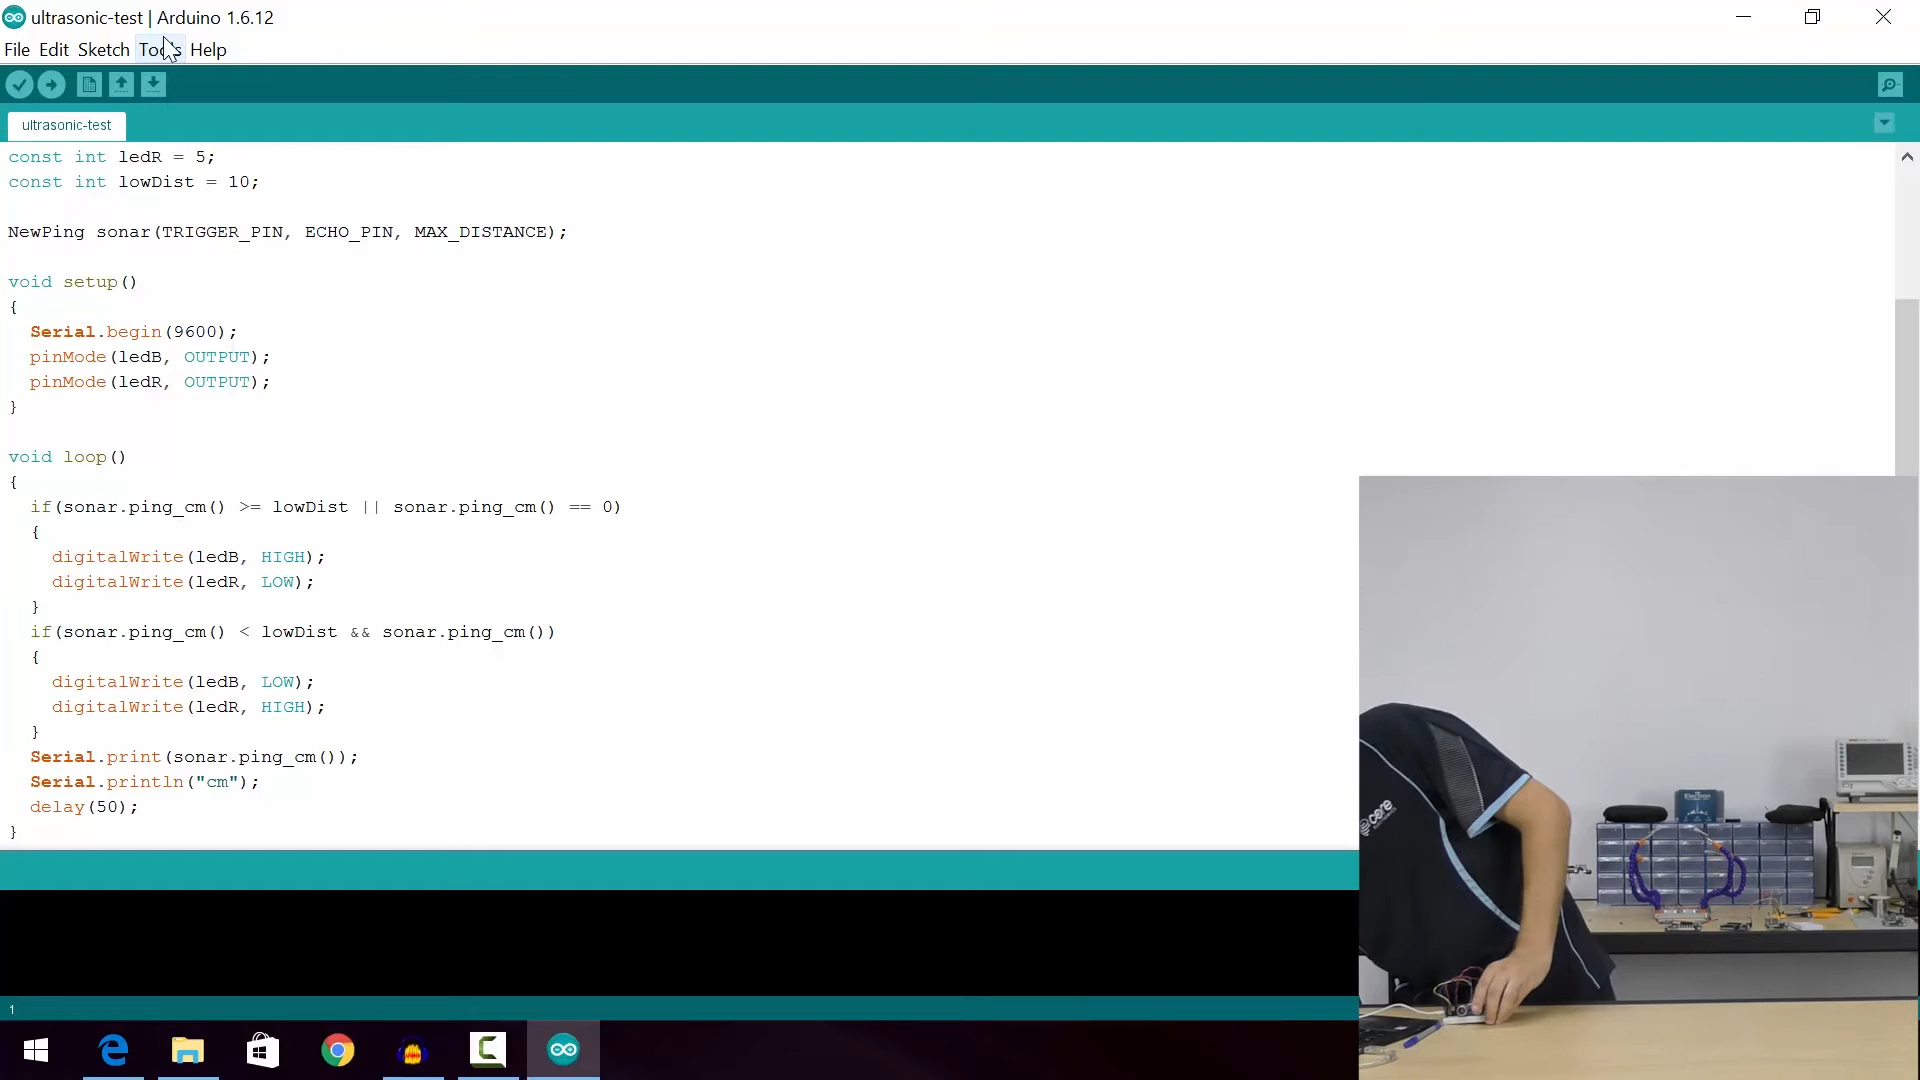 ultrasonic-test | Arduino 1.6.12
File Edit Sketch Tools Help
ultrasonic-test
const int ledR = 5;
const int lowDist = 10;
NewPing sonar(TRIGGER_PIN, ECHO_PIN, MAX_DISTANCE);
void setup()
{
Serial.begin(9600);
pinMode(ledB, OUTPUT);
pinMode(ledR, OUTPUT);
}
void loop()
{
if(sonar.ping_cm() >= lowDist || sonar.ping_cm() == 0)
{
digitalWrite(ledB, HIGH);
digitalWrite(ledR, LOW);
}
if(sonar.ping_cm() < lowDist && sonar.ping_cm())
{
digitalWrite(ledB, LOW);
digitalWrite(ledR, HIGH);
}
Serial.print(sonar.ping_cm());
Serial.println("cm");
delay(50);
}
1
core
Electron